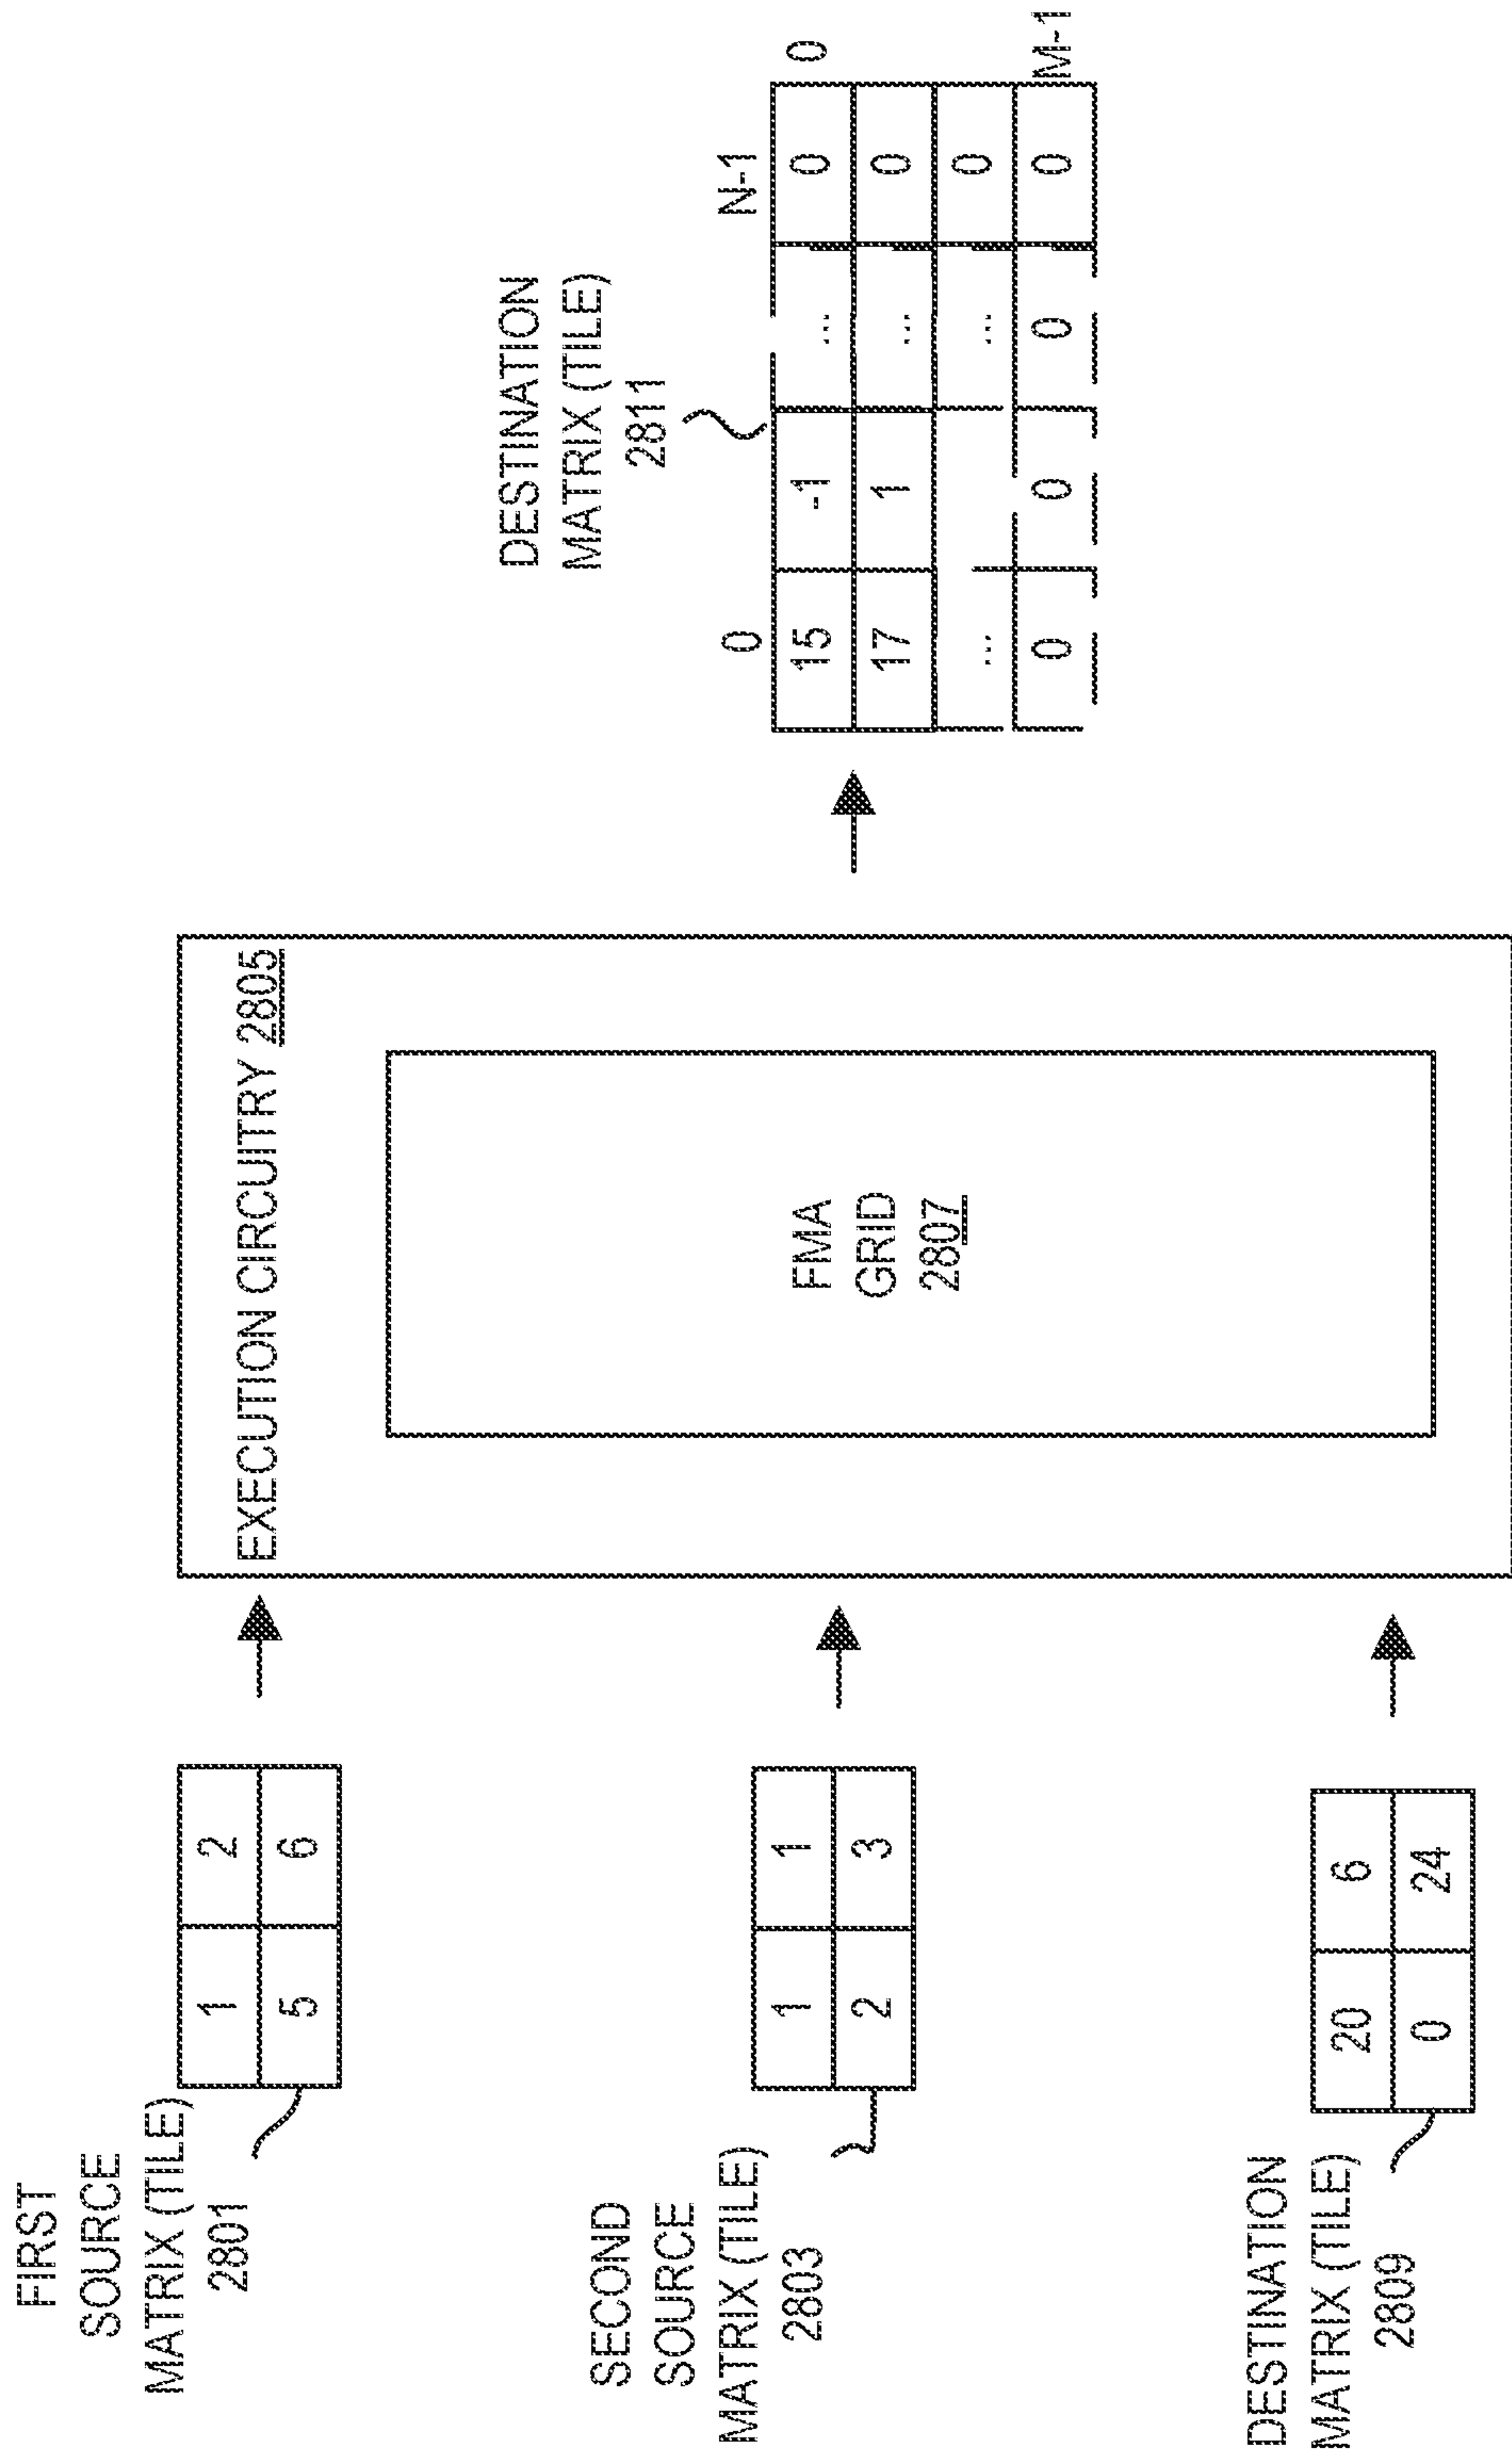 FIRST
SOURCE
MATRIX (TILE)
2801
1 2
5 6
SECOND
SOURCE
MATRIX (TILE)
2803
1 1
2 3
DESTINATION
MATRIX (TILE)
2809
20 6
0 24
EXECUTION CIRCUITRY 2805
FMA
GRID
2807
DESTINATION
MATRIX (TILE)
2811
0 N-1
15 -1 ... 0 0
17 1 ... 0
... ... 0
0 0 0 0 M-1